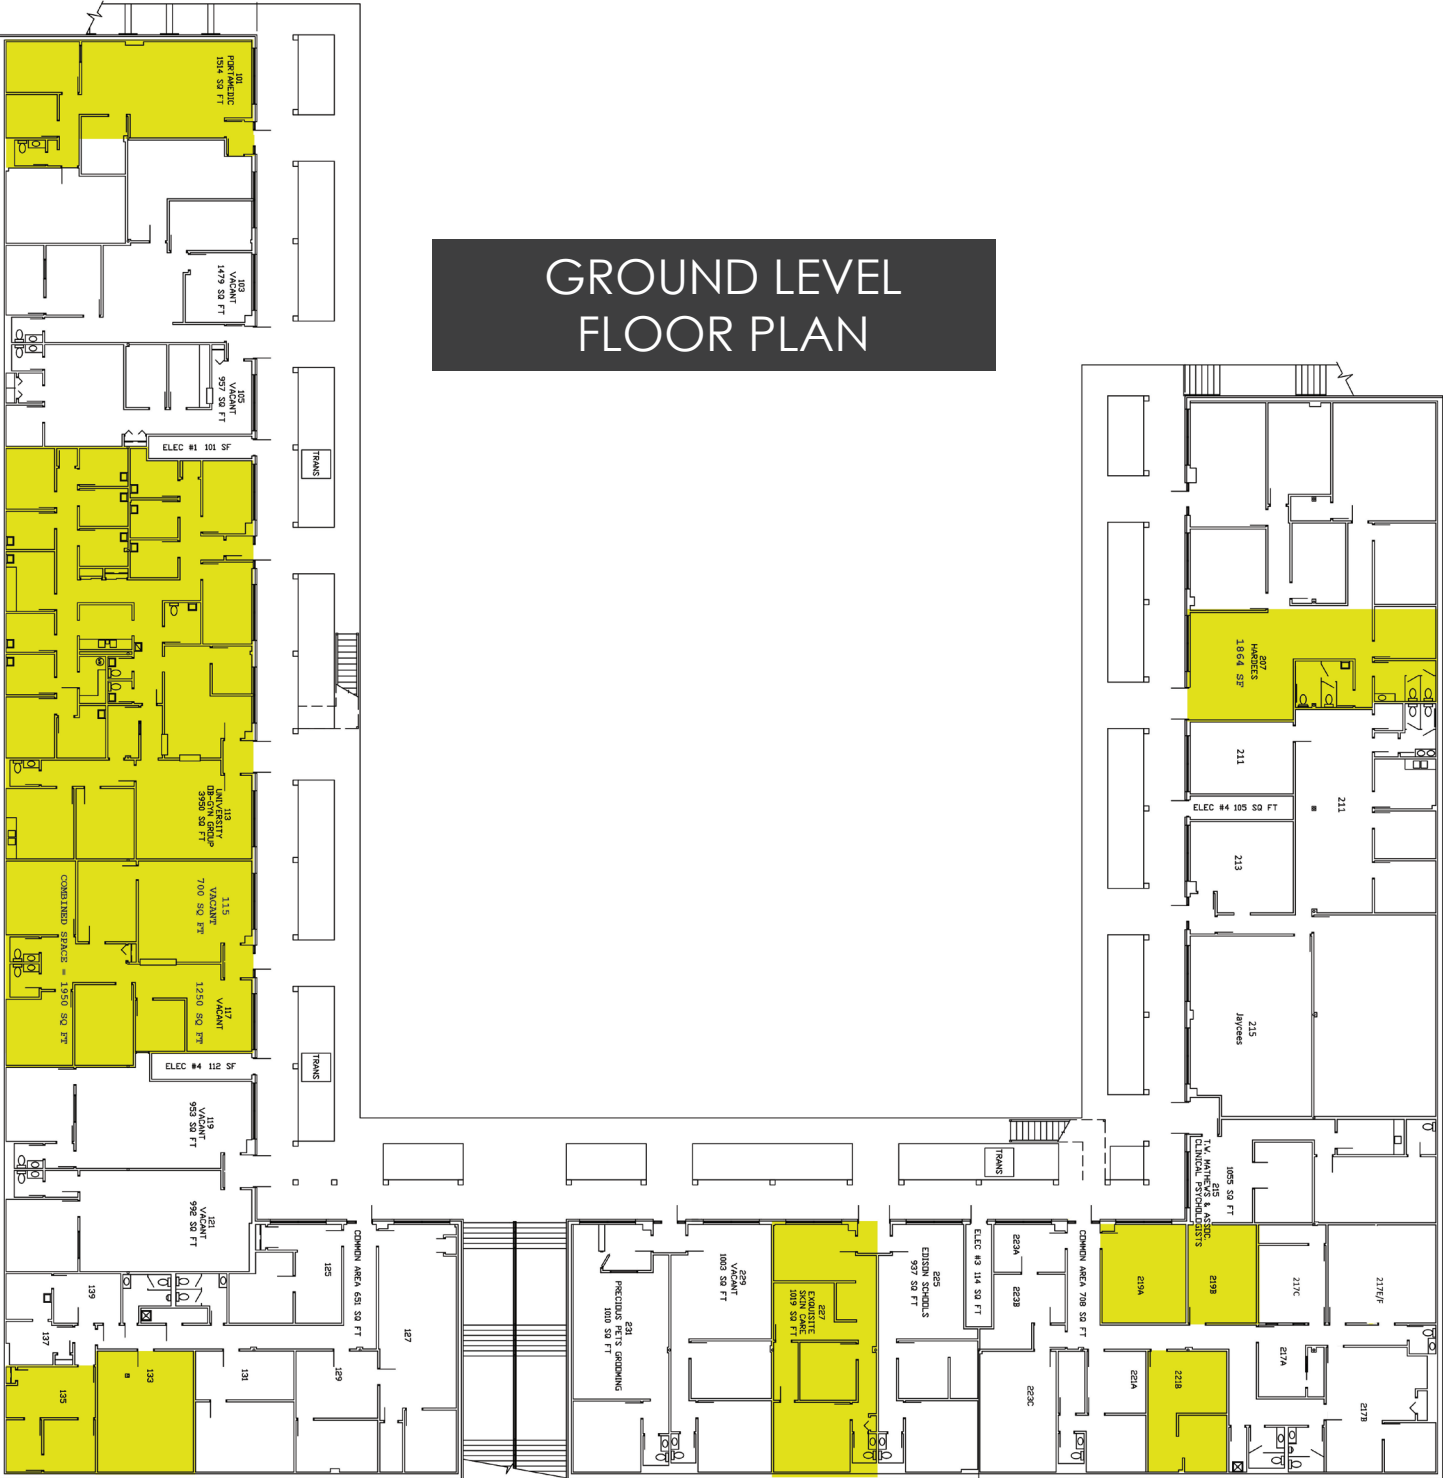 GROUND LEVEL
FLOOR PLAN
101
PORTAMEDIC
1514 SQ FT
103
VACANT
1479 SQ FT
105
VACANT
957 SQ FT
ELEC #1 101 SF
TRANS
113
UNIVERSITY
OB-GYN GROUP
3950 SQ FT
115
VACANT
700 SQ FT
COMBINED SPACE = 1950 SQ FT
117
VACANT
1250 SQ FT
ELEC #4 112 SF
TRANS
119
VACANT
953 SQ FT
121
VACANT
992 SQ FT
139
137
135
133
131
129
125
COMMON AREA 651 SQ FT
127
231
PRECIOUS PETS GROOMING
1010 SQ FT
229
VACANT
1003 SQ FT
227
EXQUISITE
SKIN CARE
1019 SQ FT
225
EDISON SCHOOLS
937 SQ FT
ELEC #3 114 SQ FT
TRANS
223A
223B
223C
COMMON AREA 708 SQ FT
219A
219B
221A
221B
217C
217E/F
217A
217B
215
T.W. MATHEWS & ASSOC.
CLINICAL PSYCHOLOGISTS
1055 SQ FT
215
Jaycees
213
ELEC #4 105 SQ FT
211
211
207
HARDEES
1864 SF